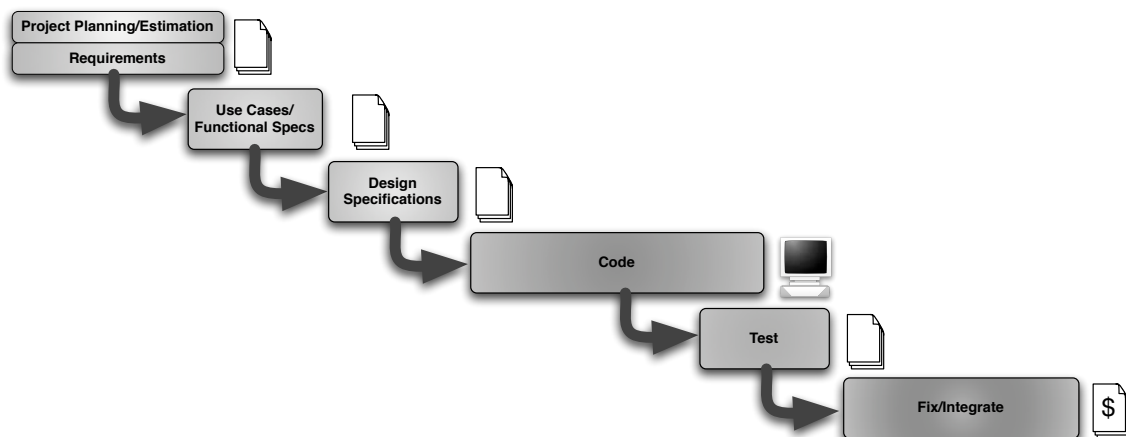 Project Planning/Estimation
Requirements
Use Cases/
Functional Specs
Design
Specifications
Code
Test
Fix/Integrate
$